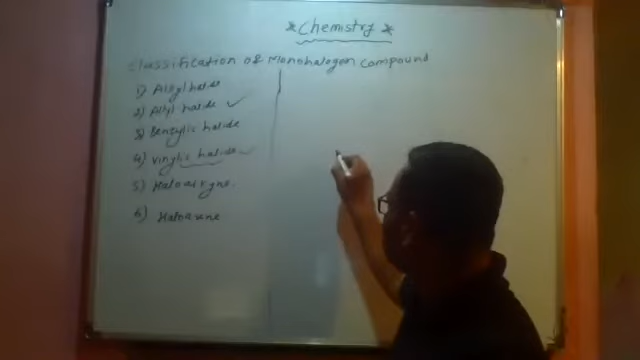 *Chemistry*
Classification of Monohalogen Compound
1) Alkyl halide
2) Allyl halide ✓
3) Benzylic halide
4) Vinylic halide ✓
5) Haloalkyne.
6) Haloarene